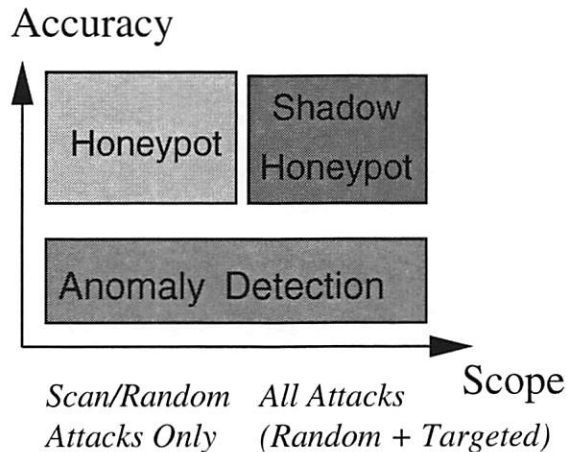 Accuracy
Honeypot
Shadow
Honeypot
Anomaly Detection
Scope
Scan/Random
Attacks Only
All Attacks
(Random + Targeted)